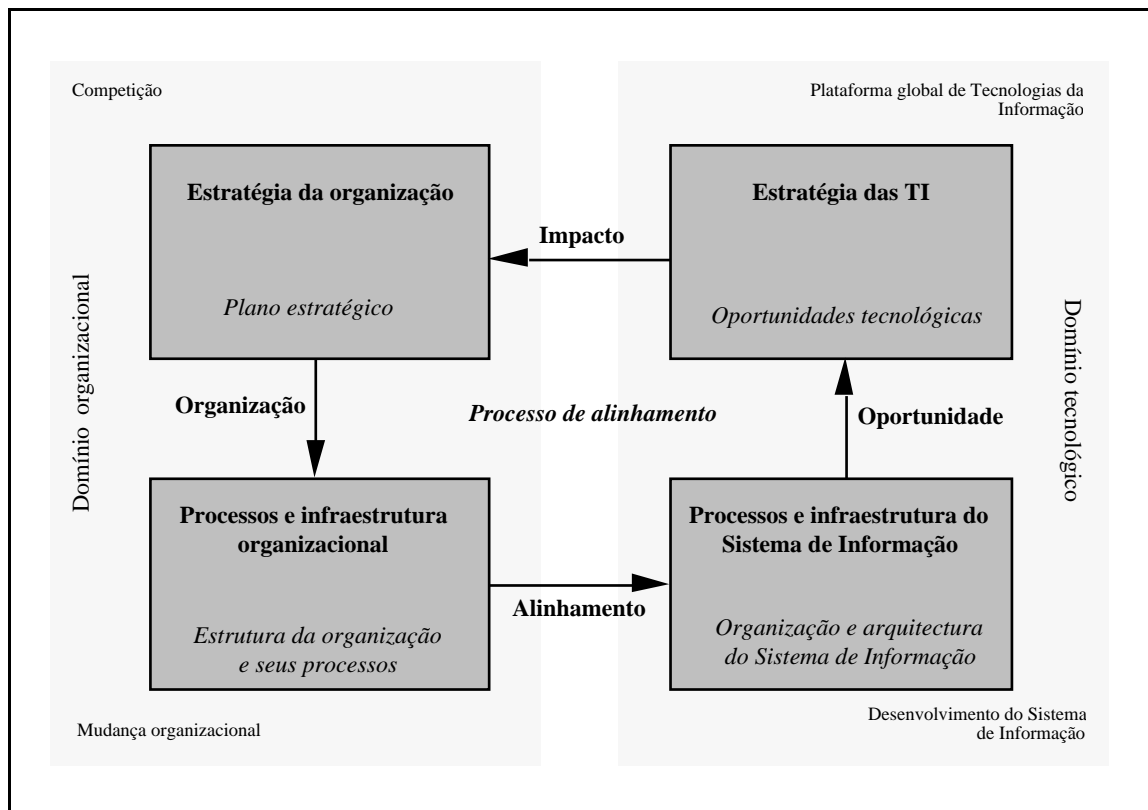 Competição
Plataforma global de Tecnologias da
Informação
Estratégia da organização
Plano estratégico
Impacto
Estratégia das TI
Oportunidades tecnológicas
Domínio organizacional
Domínio tecnológico
Organização
Processo de alinhamento
Oportunidade
Processos e infraestrutura
organizacional
Estrutura da organização
e seus processos
Alinhamento
Processos e infraestrutura do
Sistema de Informação
Organização e arquitectura
do Sistema de Informação
Mudança organizacional
Desenvolvimento do Sistema
de Informação